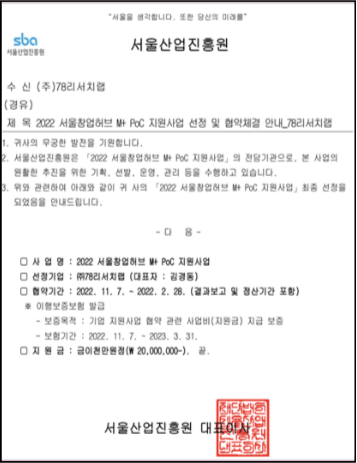 "서울을 생각합니다. 또한 당신의 미래를"
sba
서울산업진흥원
서울산업진흥원
수 신 (주)78리서치랩
(경유)
제 목 2022 서울창업허브 M+ PoC 지원사업 선정 및 협약체결 안내_78리서치랩
1. 귀사의 무궁한 발전을 기원합니다.
2. 서울산업진흥원은 「2022 서울창업허브 M+ PoC 지원사업」의 전담기관으로, 본 사업의
원활한 추진을 위한 기획, 선발, 운영, 관리 등을 수행하고 있습니다.
3. 위와 관련하여 아래와 같이 귀 사의 「2022 서울창업허브 M+ PoC 지원사업」최종 선정을
되었음을 안내드립니다.
- 다 음 -
□ 사 업 명 : 2022 서울창업허브 M+ PoC 지원사업
□ 선정기업 : ㈜78리서치랩 (대표자 : 김경동)
□ 협약기간 : 2022. 11. 7. ~ 2022. 2. 28. (결과보고 및 정산기간 포함)
※ 이행보증보험 발급
- 보증목적 : 기업 지원사업 협약 관련 사업비(지원금) 지급 보증
- 보험기간 : 2022. 11. 7. ~ 2023. 3. 31.
□ 지 원 금 : 금이천만원정(₩ 20,000,000-). 끝.
서울산업진흥원 대표이사